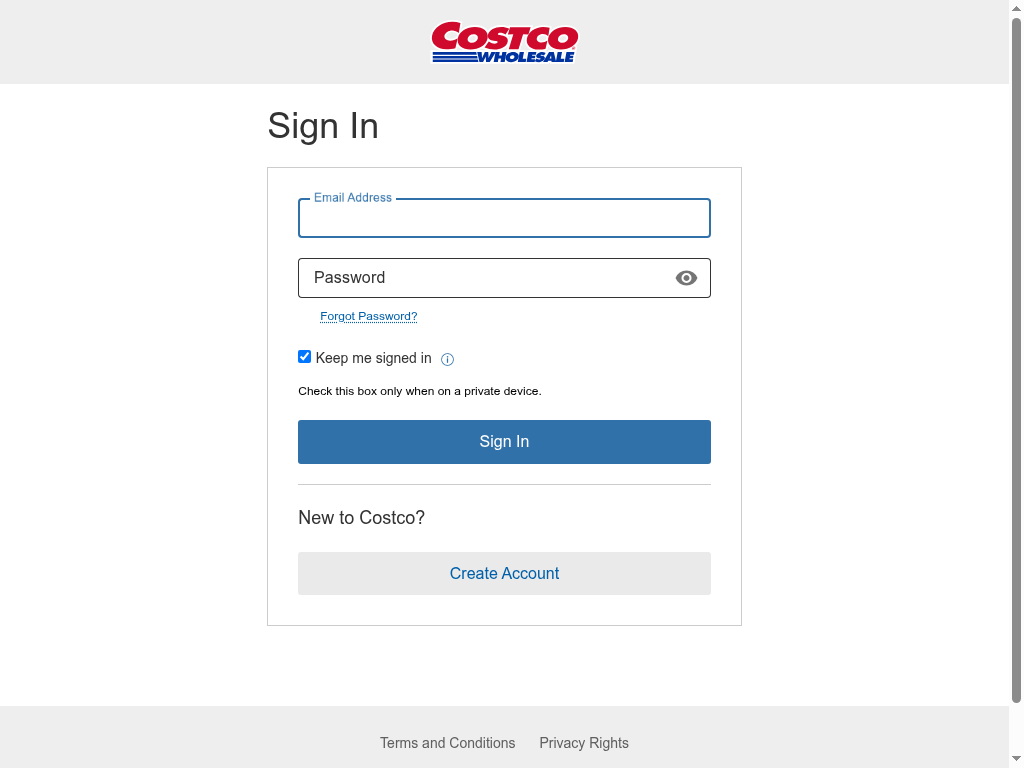 COSTCO
WHOLESALE
Sign In
Email Address
Password
Forgot Password?
Keep me signed in
Check this box only when on a private device.
Sign In
New to Costco?
Create Account
Terms and Conditions Privacy Rights